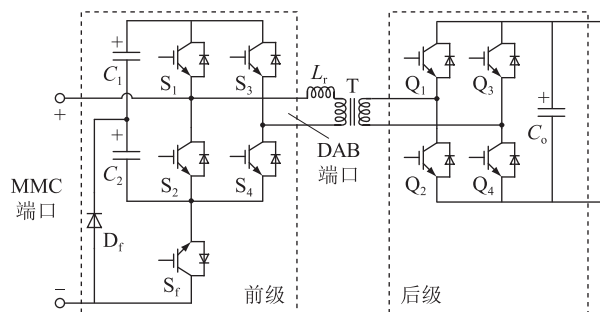 +
C1
S1
S3
Lr
T
Q1
Q3
+
+
+
C2
S2
S4
DAB
端口
Q2
Q4
Co
MMC
端口
Df
Sf
−
前级
后级